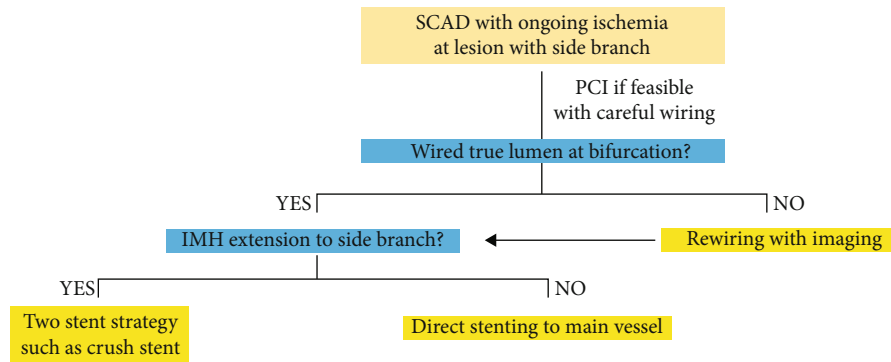 SCAD with ongoing ischemia
at lesion with side branch
PCI if feasible
with careful wiring
Wired true lumen at bifurcation?
YES
NO
IMH extension to side branch?
Rewiring with imaging
YES
NO
Two stent strategy
such as crush stent
Direct stenting to main vessel